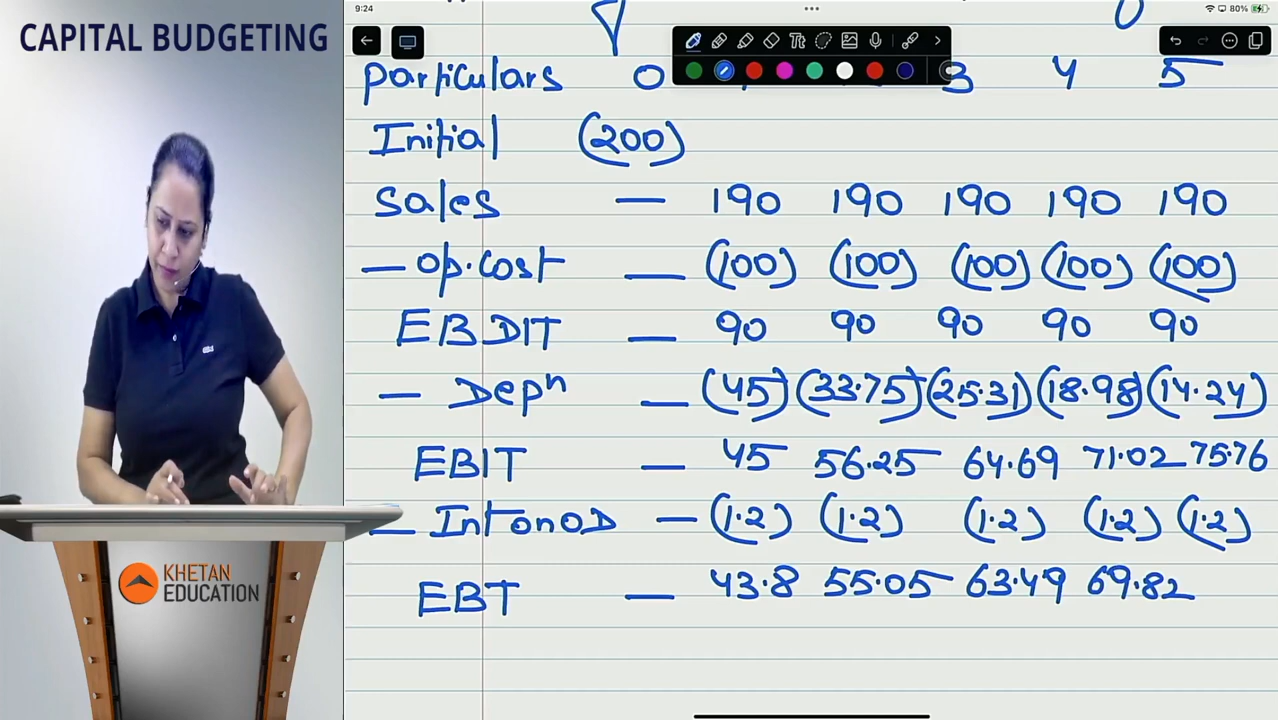 9:24
80%
CAPITAL BUDGETING
particulars 0 3 4 5
Initial (200)
Sales — 190 190 190 190 190
— Op.Cost — (100) (100) (100) (100) (100)
EBDIT — 90 90 90 90 90
— Depn — (45) (33.75) (25.31) (18.98) (14.24)
EBIT — 45 56.25 64.69 71.02 75.76
— Int on OD — (1.2) (1.2) (1.2) (1.2) (1.2)
EBT — 43.8 55.05 63.49 69.82
KHETAN
EDUCATION